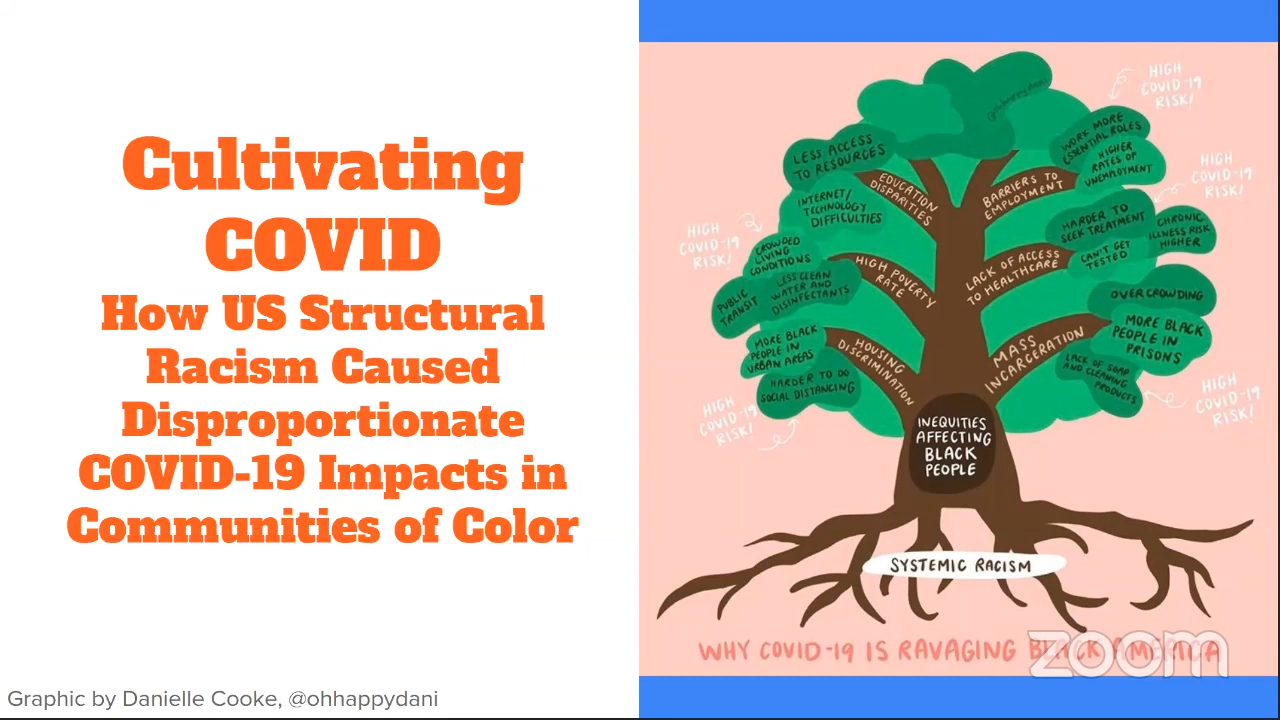 Cultivating
COVID
How US Structural
Racism Caused
Disproportionate
COVID-19 Impacts in
Communities of Color
Graphic by Danielle Cooke, @ohhappydani
@ohhappydani
HIGH
COVID-19
RISK!
LESS ACCESS
TO RESOURCES
INTERNET/
TECHNOLOGY
DIFFICULTIES
EDUCATION
DISPARITIES
BARRIERS TO
EMPLOYMENT
WORK MORE
ESSENTIAL ROLES
HIGHER
RATES OF
UNEMPLOYMENT
HIGH
COVID-19
RISK!
HIGH
COVID-19
RISK!
CROWDED
LIVING
CONDITIONS
LESS CLEAN
WATER AND
DISINFECTANTS
PUBLIC
TRANSIT
HIGH POVERTY
RATE
LACK OF ACCESS
TO HEALTHCARE
HARDER TO
SEEK TREATMENT
CHRONIC
ILLNESS RISK
HIGHER
CAN'T GET
TESTED
MORE BLACK
PEOPLE IN
URBAN AREAS
HARDER TO DO
SOCIAL DISTANCING
HOUSING
DISCRIMINATION
MASS
INCARCERATION
OVERCROWDING
MORE BLACK
PEOPLE IN
PRISONS
LACK OF SOAP
AND CLEANING
PRODUCTS
HIGH
COVID-19
RISK!
HIGH
COVID-19
RISK!
INEQUITIES
AFFECTING
BLACK
PEOPLE
SYSTEMIC RACISM
WHY COVID-19 IS RAVAGING BLACK AMERICA
zoom